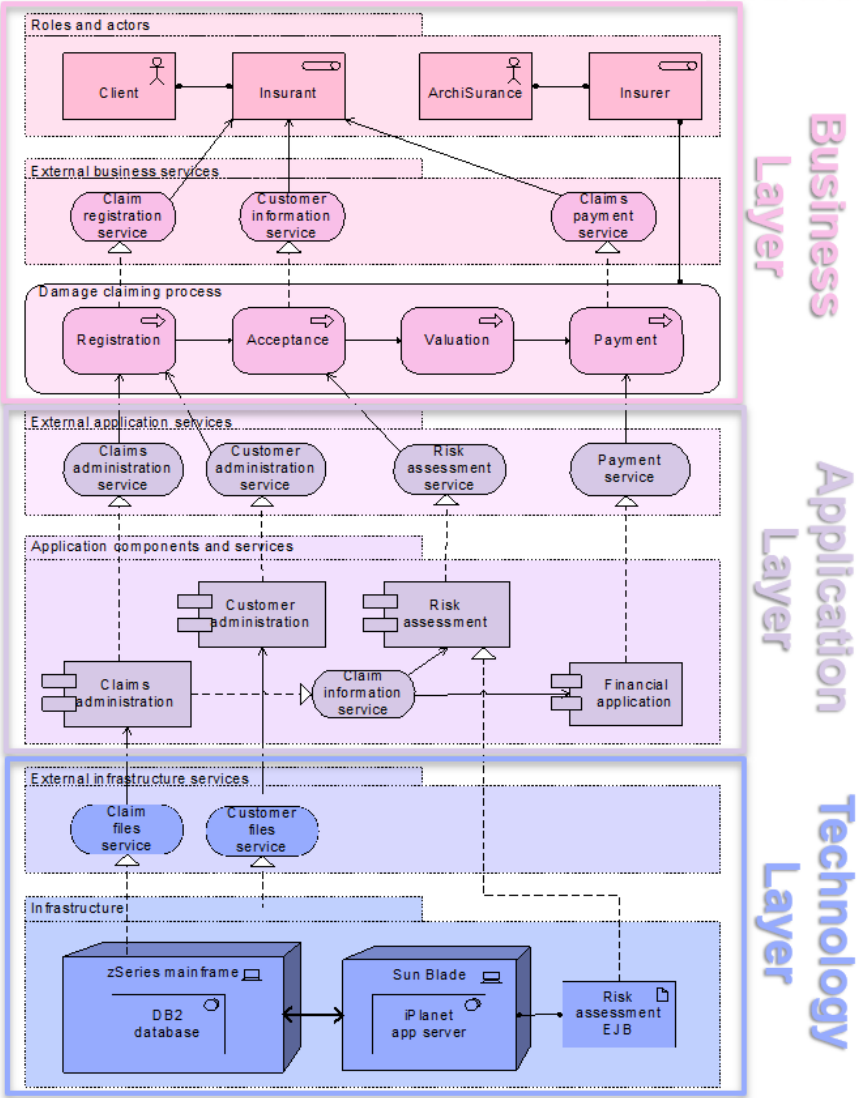 Roles and actors
Client
Insurant
ArchiSurance
Insurer
External business services
Claim
registration
service
Customer
information
service
Claims
payment
service
Damage claiming process
Registration
Acceptance
Valuation
Payment
External application services
Claims
administration
service
Customer
administration
service
Risk
assessment
service
Payment
service
Application components and services
Customer
administration
Risk
assessment
Claims
administration
Claim
information
service
Financial
application
External infrastructure services
Claim
files
service
Customer
files
service
Infrastructure
zSeries mainframe
DB2
database
Sun Blade
iPlanet
app server
Risk
assessment
EJB
Business
Layer
Application
Layer
Technology
Layer